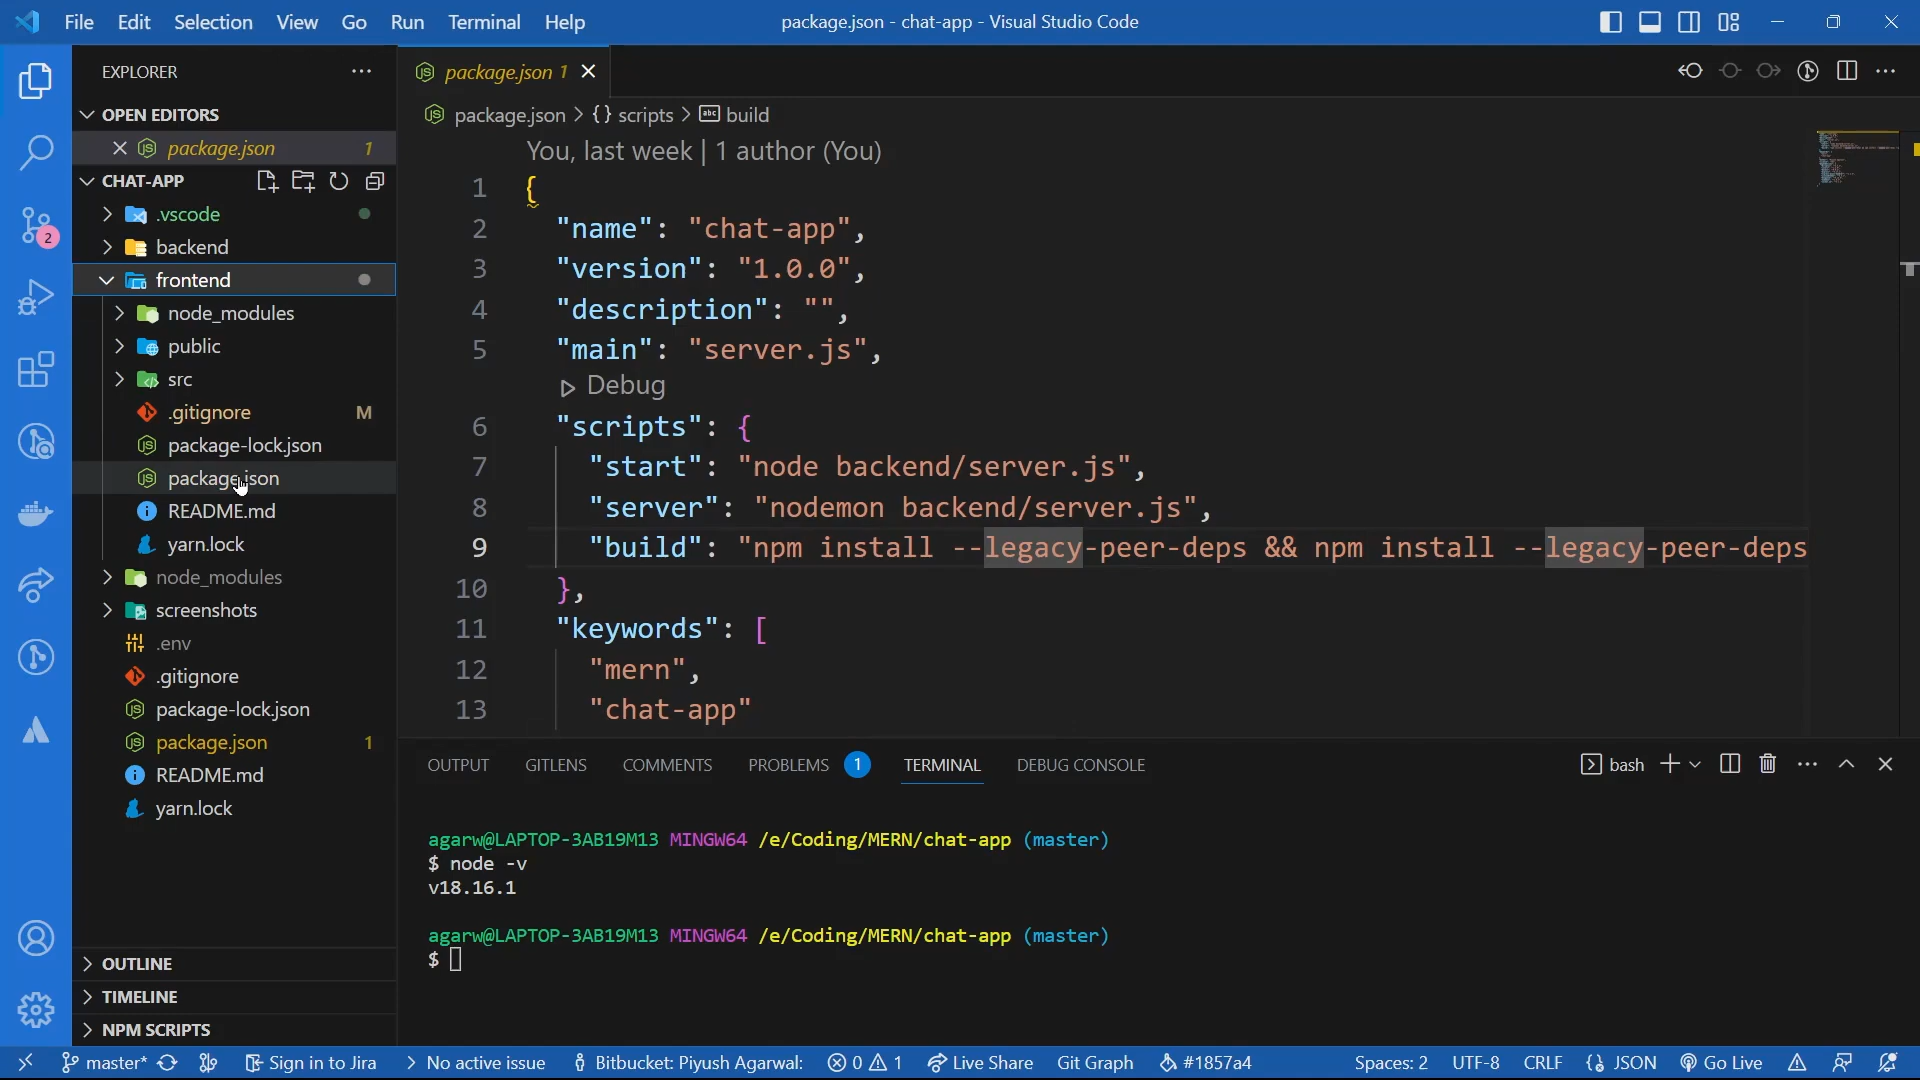 File Edit Selection View Go Run Terminal Help package.json - chat-app - Visual Studio Code
EXPLORER
OPEN EDITORS
package.json 1
CHAT-APP
.vscode
backend
frontend
node_modules
public
src
.gitignore M
package-lock.json
package.json
README.md
yarn.lock
node_modules
screenshots
.env
.gitignore
package-lock.json
package.json 1
README.md
yarn.lock
OUTLINE
TIMELINE
NPM SCRIPTS
2
package.json 1
package.json > {} scripts > abc build
You, last week | 1 author (You)
1 {
2 "name": "chat-app",
3 "version": "1.0.0",
4 "description": "",
5 "main": "server.js",
Debug
6 "scripts": {
7 "start": "node backend/server.js",
8 "server": "nodemon backend/server.js",
9 "build": "npm install --legacy-peer-deps && npm install --legacy-peer-deps
10 },
11 "keywords": [
12 "mern",
13 "chat-app"
OUTPUT GITLENS COMMENTS PROBLEMS 1 TERMINAL DEBUG CONSOLE bash
agarw@LAPTOP-3AB19M13 MINGW64 /e/Coding/MERN/chat-app (master)
$ node -v
v18.16.1
agarw@LAPTOP-3AB19M13 MINGW64 /e/Coding/MERN/chat-app (master)
$
master* Sign in to Jira No active issue Bitbucket: Piyush Agarwal: 0 1 Live Share Git Graph #1857a4 Spaces: 2 UTF-8 CRLF {} JSON Go Live